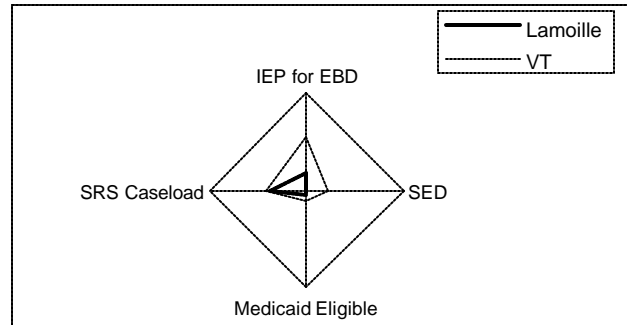 Lamoille
VT
IEP for EBD
SRS Caseload
SED
Medicaid Eligible